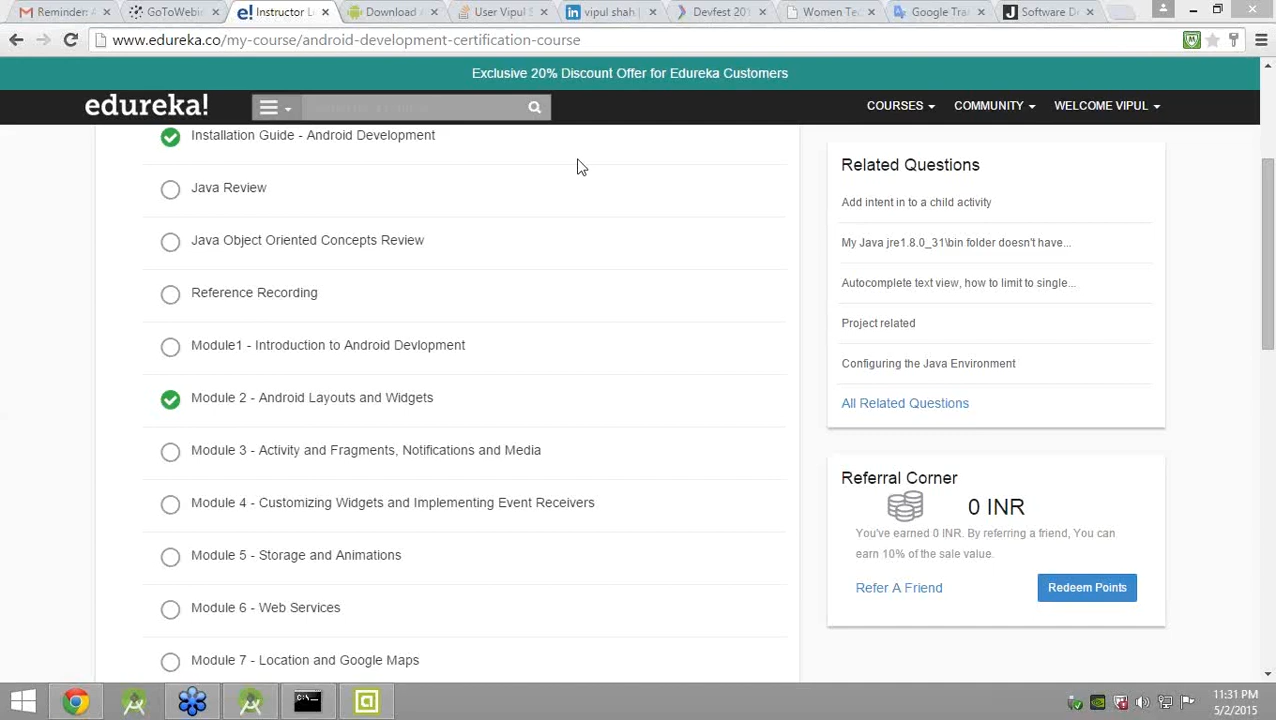 Reminder:
GoToWebin
Instructor L
Download
User Vipul S
vipul shah
Devfest 201
Women Tec
Google Tra
Software D
www.edureka.co/my-course/android-development-certification-course
Exclusive 20% Discount Offer for Edureka Customers
edureka!
COURSES
COMMUNITY
WELCOME VIPUL
Installation Guide - Android Development
Java Review
Java Object Oriented Concepts Review
Reference Recording
Module1 - Introduction to Android Devlopment
Module 2 - Android Layouts and Widgets
Module 3 - Activity and Fragments, Notifications and Media
Module 4 - Customizing Widgets and Implementing Event Receivers
Module 5 - Storage and Animations
Module 6 - Web Services
Module 7 - Location and Google Maps
Related Questions
Add intent in to a child activity
My Java jre1.8.0_31\bin folder doesn't have...
Autocomplete text view, how to limit to single...
Project related
Configuring the Java Environment
All Related Questions
Referral Corner
0 INR
You've earned 0 INR. By referring a friend, You can
earn 10% of the sale value.
Refer A Friend
Redeem Points
11:31 PM
5/2/2015